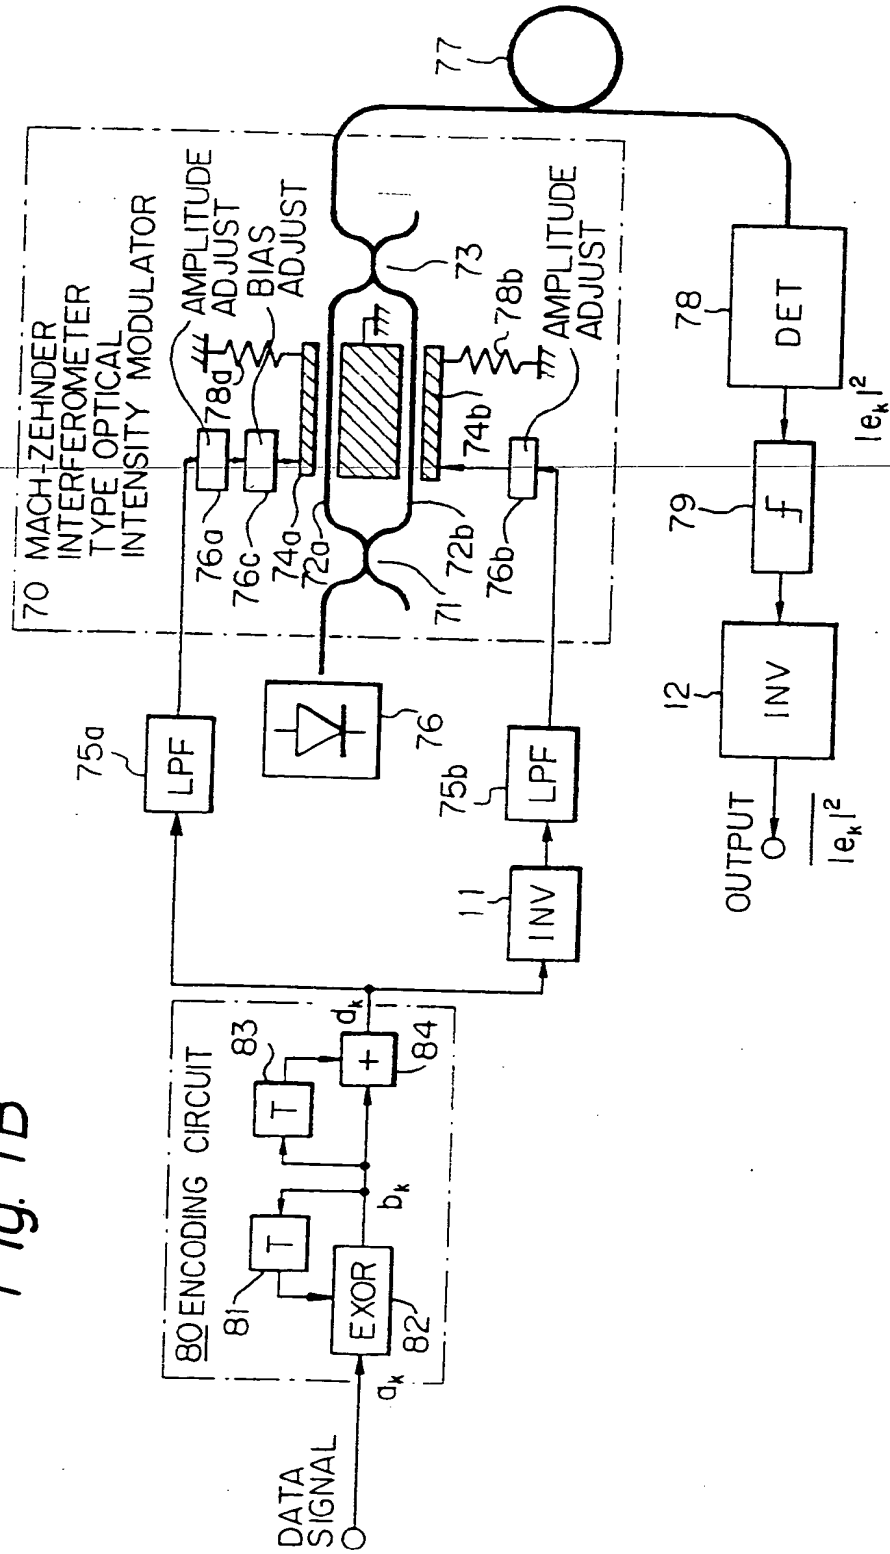 Fig. 1B
DATA
SIGNAL
a_k
80 ENCODING CIRCUIT
81
T
EXOR
82
b_k
T
83
+
84
d_k
75a
LPF
11
INV
75b
LPF
76
70 MACH-ZEHNDER
INTERFEROMETER
TYPE OPTICAL
INTENSITY MODULATOR
AMPLITUDE
ADJUST
BIAS
ADJUST
76a
76c
78a
74a
72a
71
72b
76b
74b
78b
73
AMPLITUDE
ADJUST
77
78
DET
|e_k|²
79
12
INV
OUTPUT
|e_k|²